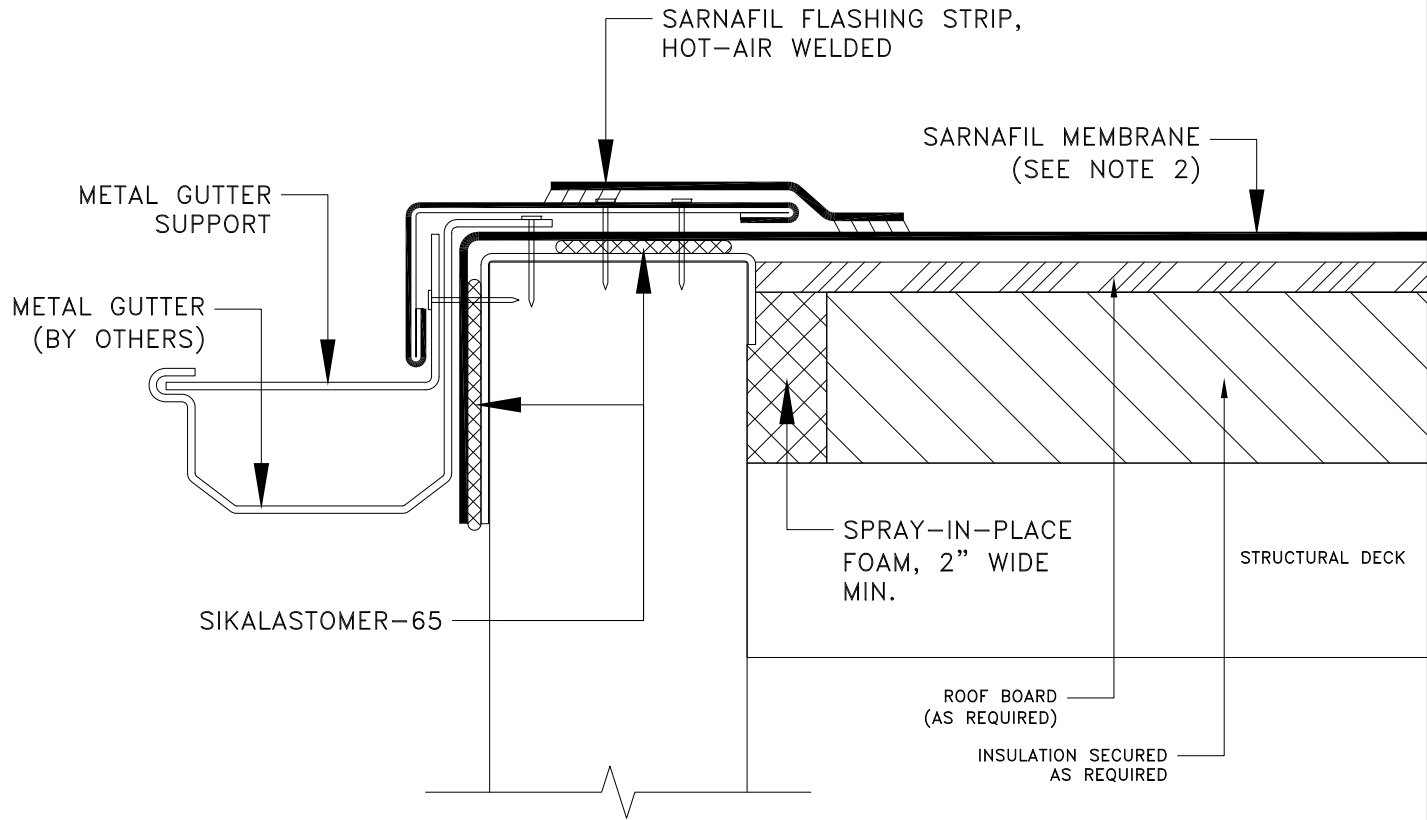 SARNAFIL FLASHING STRIP,
HOT-AIR WELDED
SARNAFIL MEMBRANE
(SEE NOTE 2)
METAL GUTTER
SUPPORT
METAL GUTTER
(BY OTHERS)
SPRAY-IN-PLACE
FOAM, 2” WIDE
MIN.
STRUCTURAL DECK
SIKALASTOMER-65
ROOF BOARD
(AS REQUIRED)
INSULATION SECURED
AS REQUIRED